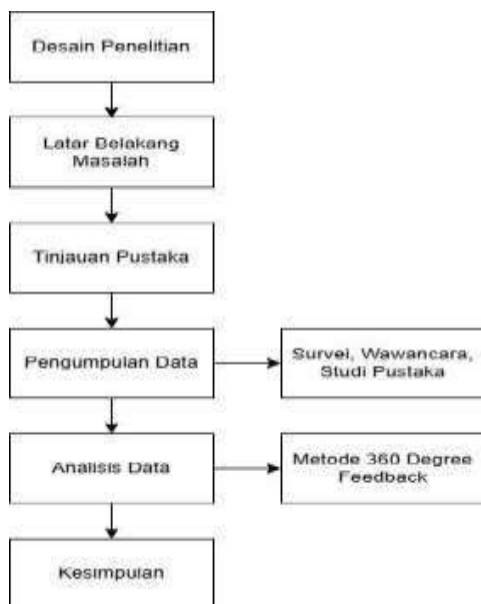 Desain Penelitian
Latar Belakang
Masalah
Tinjauan Pustaka
Pengumpulan Data
Survei, Wawancara,
Studi Pustaka
Analisis Data
Metode 360 Degree
Feedback
Kesimpulan